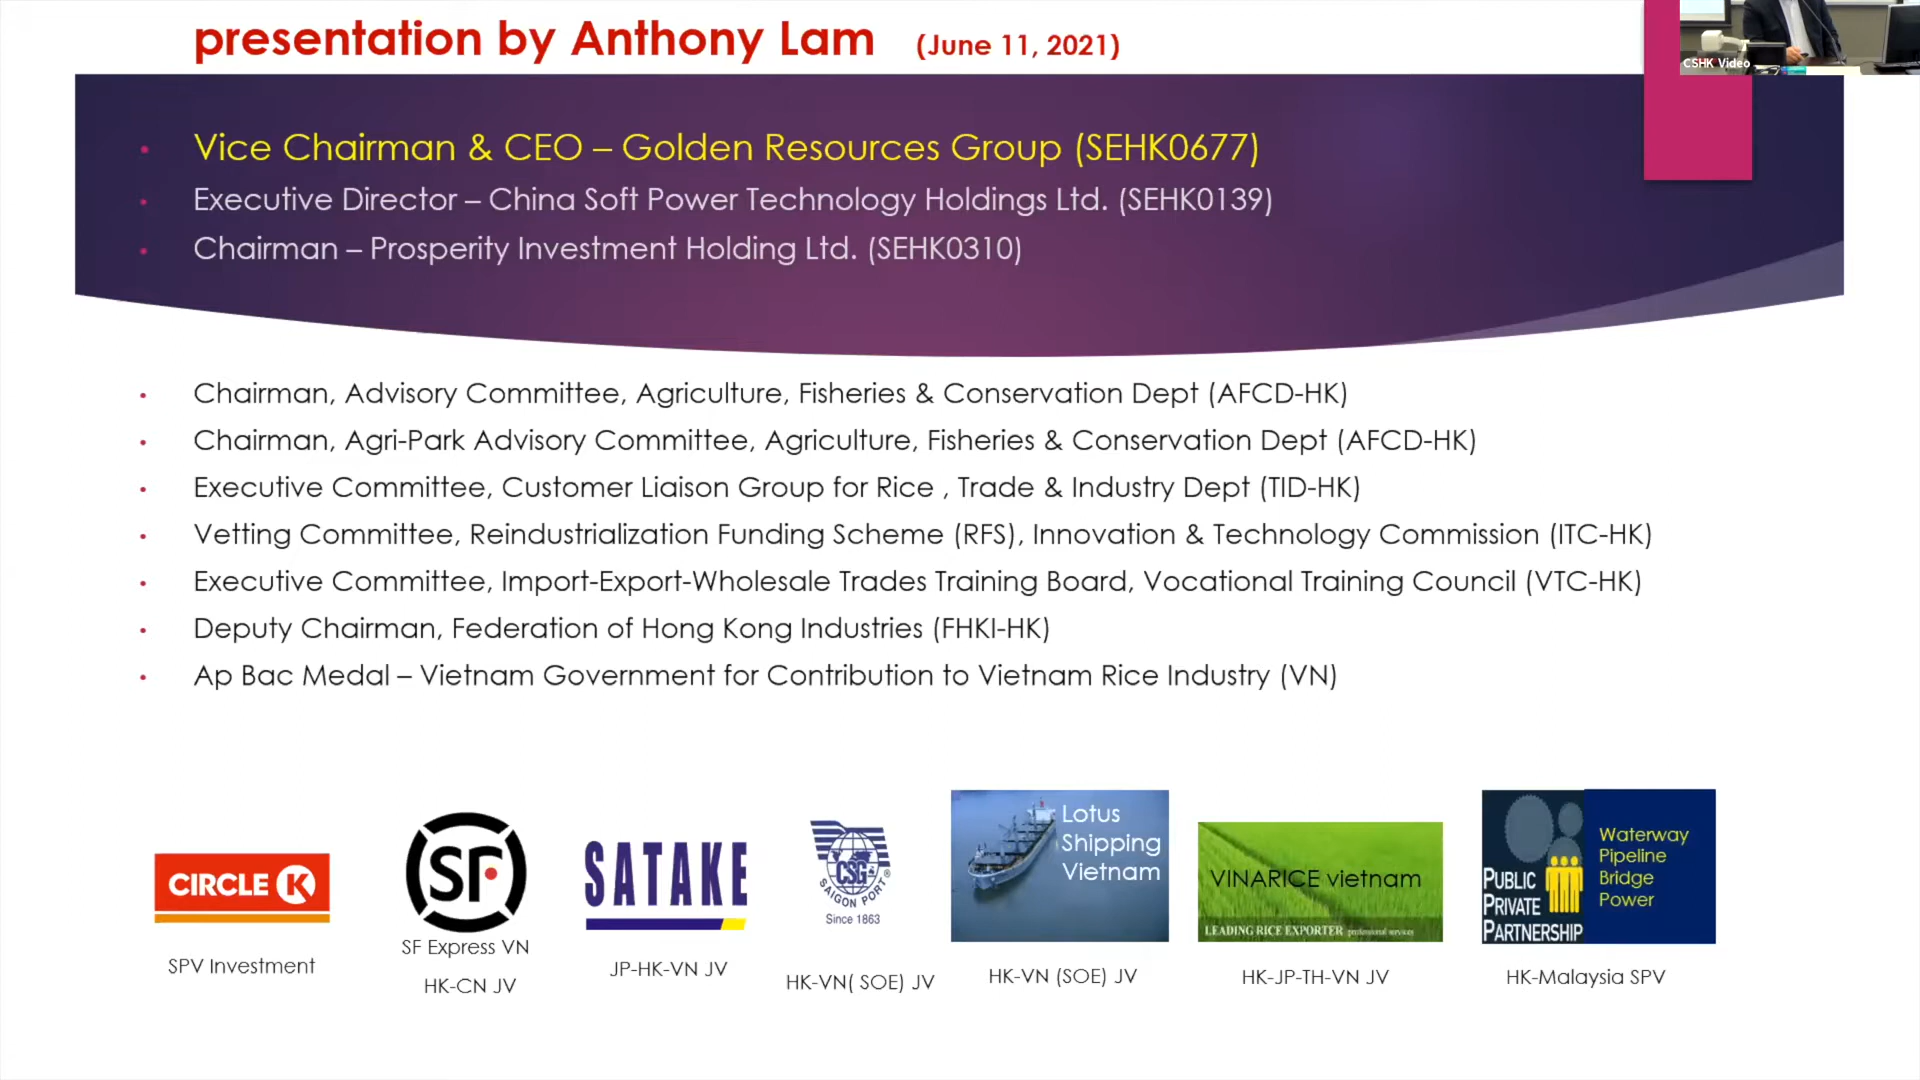 presentation by Anthony Lam (June 11, 2021)
CSHK Video
• Vice Chairman & CEO – Golden Resources Group (SEHK0677)
• Executive Director – China Soft Power Technology Holdings Ltd. (SEHK0139)
• Chairman – Prosperity Investment Holding Ltd. (SEHK0310)
• Chairman, Advisory Committee, Agriculture, Fisheries & Conservation Dept (AFCD-HK)
• Chairman, Agri-Park Advisory Committee, Agriculture, Fisheries & Conservation Dept (AFCD-HK)
• Executive Committee, Customer Liaison Group for Rice , Trade & Industry Dept (TID-HK)
• Vetting Committee, Reindustrialization Funding Scheme (RFS), Innovation & Technology Commission (ITC-HK)
• Executive Committee, Import-Export-Wholesale Trades Training Board, Vocational Training Council (VTC-HK)
• Deputy Chairman, Federation of Hong Kong Industries (FHKI-HK)
• Ap Bac Medal – Vietnam Government for Contribution to Vietnam Rice Industry (VN)
CIRCLE K
SPV Investment
SF
SF Express VN
HK-CN JV
SATAKE
JP-HK-VN JV
CSG
SAIGON PORT
Since 1863
HK-VN( SOE) JV
Lotus
Shipping
Vietnam
HK-VN (SOE) JV
VINARICE vietnam
LEADING RICE EXPORTER professional services
HK-JP-TH-VN JV
PUBLIC
PRIVATE
PARTNERSHIP
Waterway
Pipeline
Bridge
Power
HK-Malaysia SPV